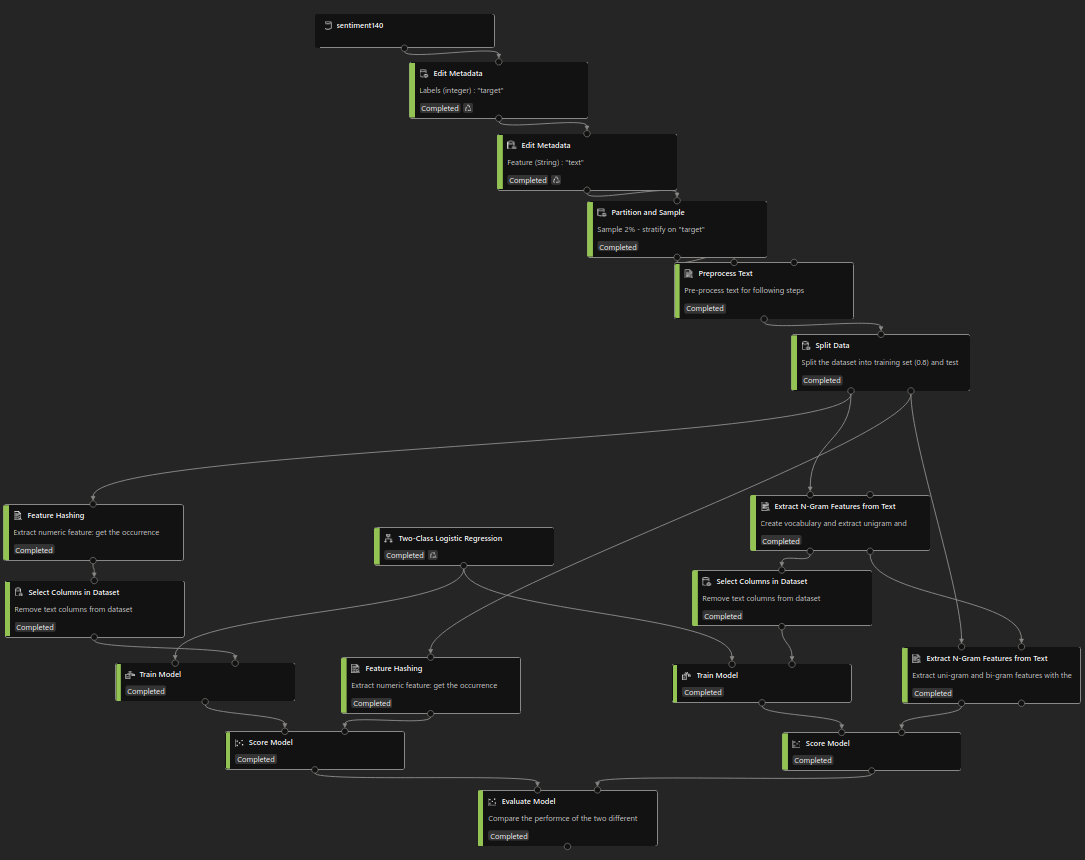 sentiment140
Edit Metadata
Labels (integer) : "target"
Completed
Edit Metadata
Feature (String) : "text"
Completed
Partition and Sample
Sample 2% - stratify on "target"
Completed
Preprocess Text
Pre-process text for following steps
Completed
Split Data
Split the dataset into training set (0.8) and test
Completed
Feature Hashing
Extract numeric feature: get the occurrence
Completed
Two-Class Logistic Regression
Completed
Extract N-Gram Features from Text
Create vocabulary and extract unigram and
Completed
Select Columns in Dataset
Remove text columns from dataset
Completed
Select Columns in Dataset
Remove text columns from dataset
Completed
Train Model
Completed
Feature Hashing
Extract numeric feature: get the occurrence
Completed
Train Model
Completed
Extract N-Gram Features from Text
Extract uni-gram and bi-gram features with the
Completed
Score Model
Completed
Score Model
Completed
Evaluate Model
Compare the performce of the two different
Completed